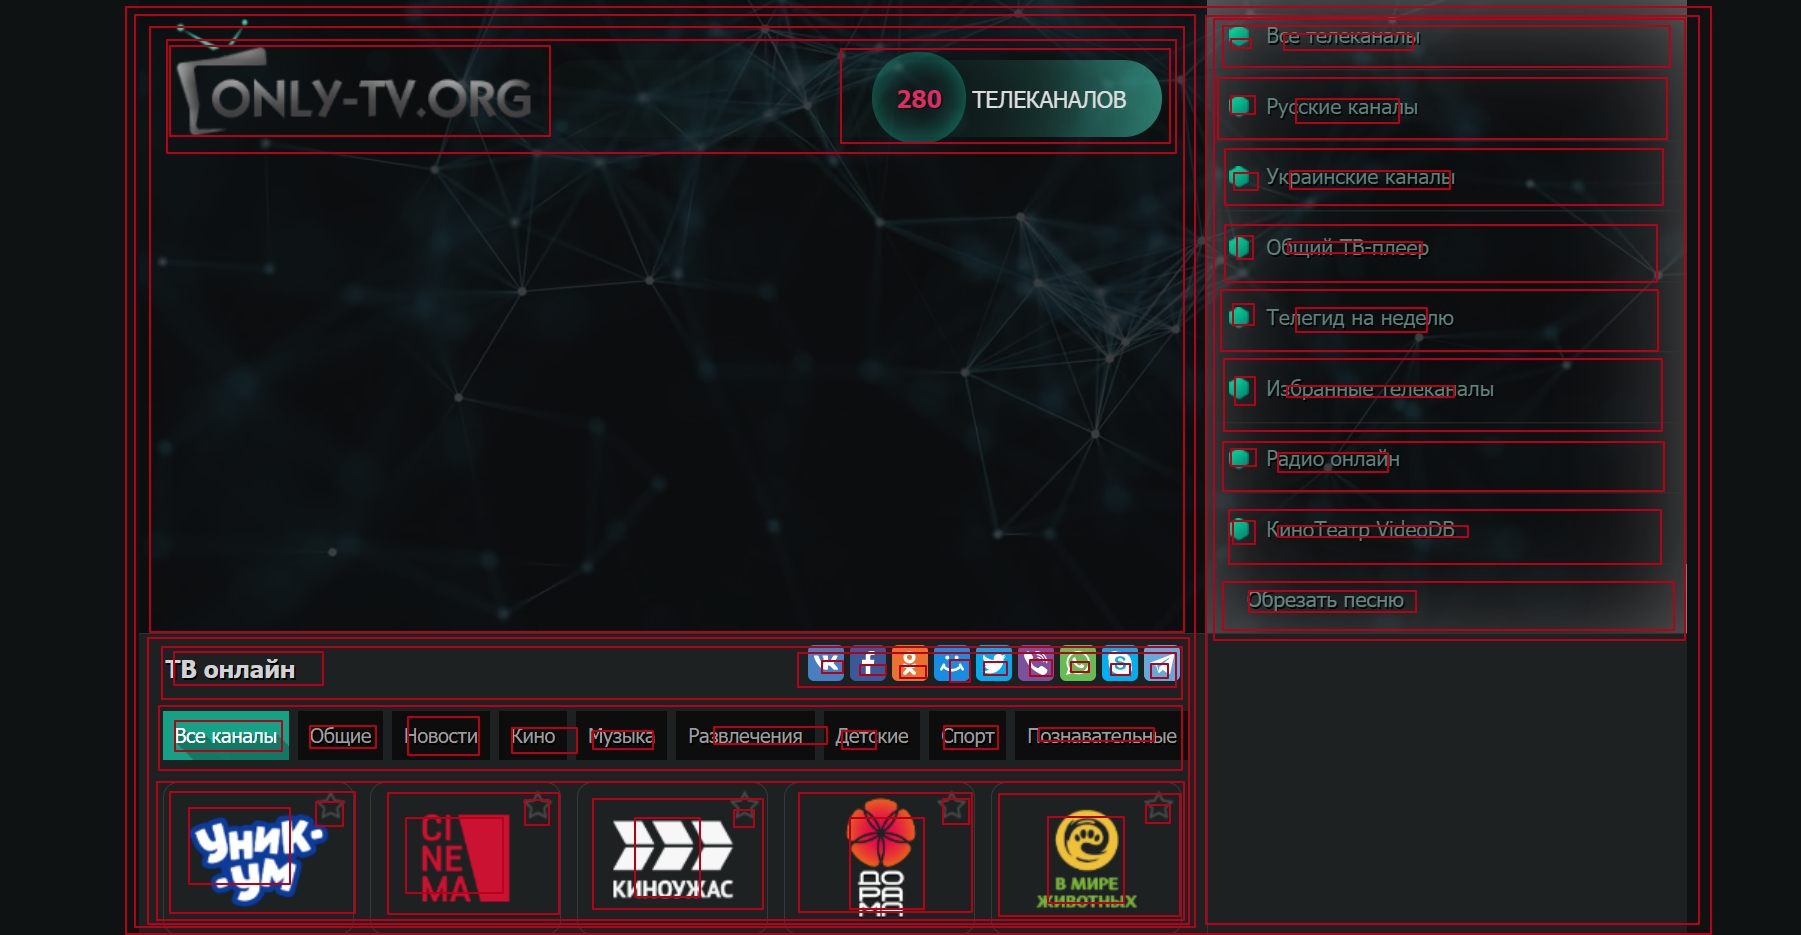 ONLY-TV.ORG
280 ТЕЛЕКАНАЛОВ
Все телеканалы
Русские каналы
Украинские каналы
Общий ТВ-плеер
Телегид на неделю
Избранные телеканалы
Радио онлайн
КиноТеатр VideoDB
Обрезать песню
ТВ онлайн
Все каналы Общие Новости Кино Музыка Развлечения Детские Спорт Познавательные
УНИК-УМ
CINEMA
КИНОУЖАС
ДОРАМА
В МИРЕ
ЖИВОТНЫХ